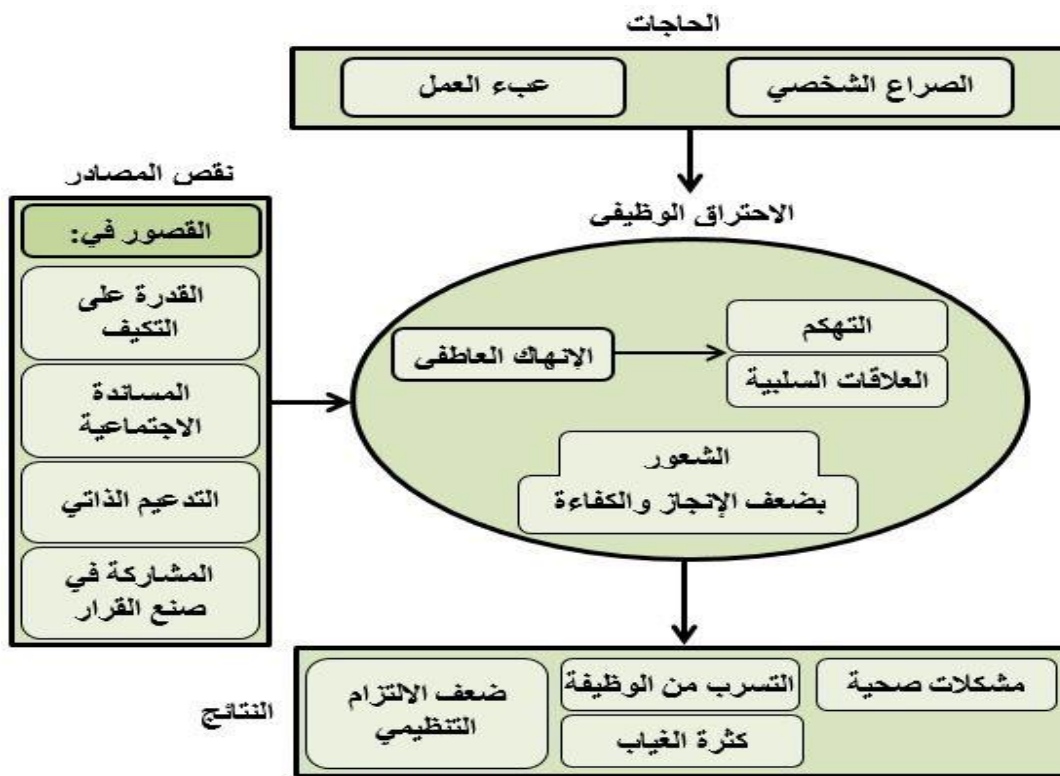 الحاجات
الصراع الشخصي
عبء العمل
نقص المصادر
القصور في:
القدرة على
التكيف
المساندة
الاجتماعية
التدعيم الذاتي
المشاركة في
صنع القرار
الاحتراق الوظيفى
الإنهاك العاطفى
التهكم
العلاقات السلبية
الشعور
بضعف الإنجاز والكفاءة
النتائج
مشكلات صحية
التسرب من الوظيفة
كثرة الغياب
ضعف الالتزام
التنظيمي